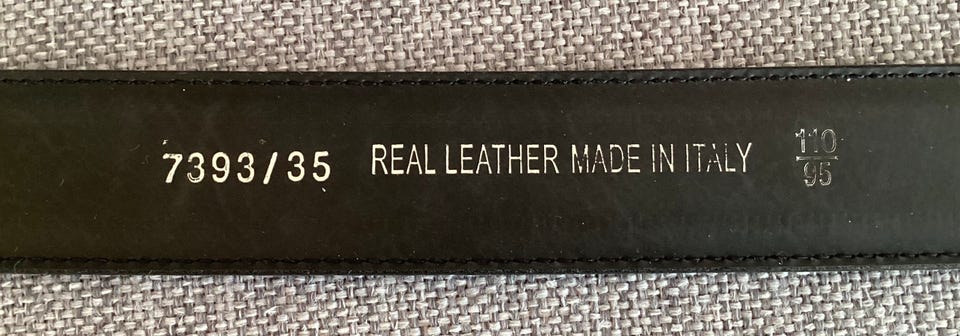 7393/35 REAL LEATHER MADE IN ITALY 110
95